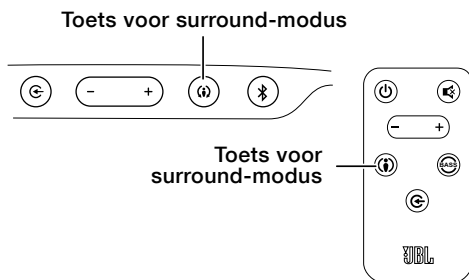 Toets voor surround-modus
- +
- +
Toets voor
surround-modus
BASS
JBL